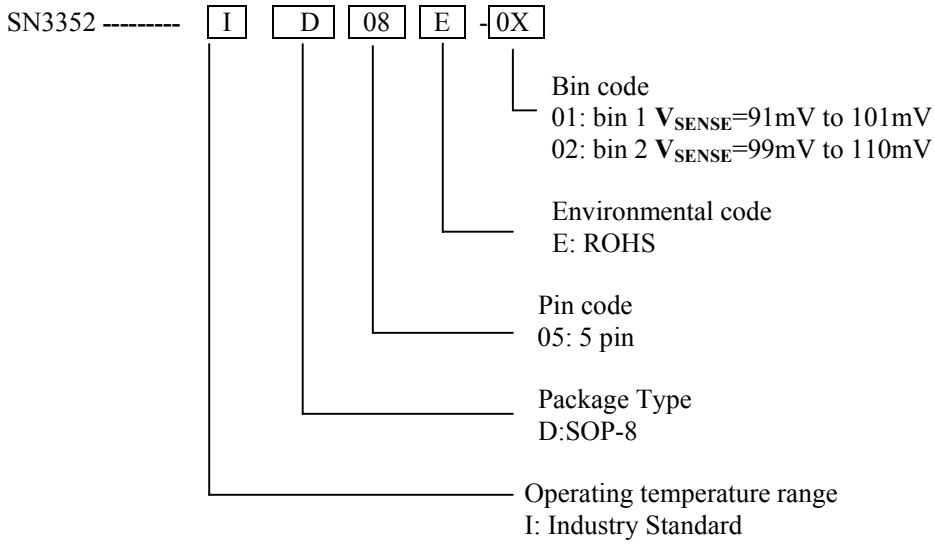 SN3352 --------- I D 08 E -0X
Bin code
01: bin 1 VSENSE=91mV to 101mV
02: bin 2 VSENSE=99mV to 110mV
Environmental code
E: ROHS
Pin code
05: 5 pin
Package Type
D:SOP-8
Operating temperature range
I: Industry Standard